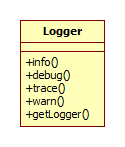 Logger
+info()
+debug()
+trace()
+warn()
+getLogger()